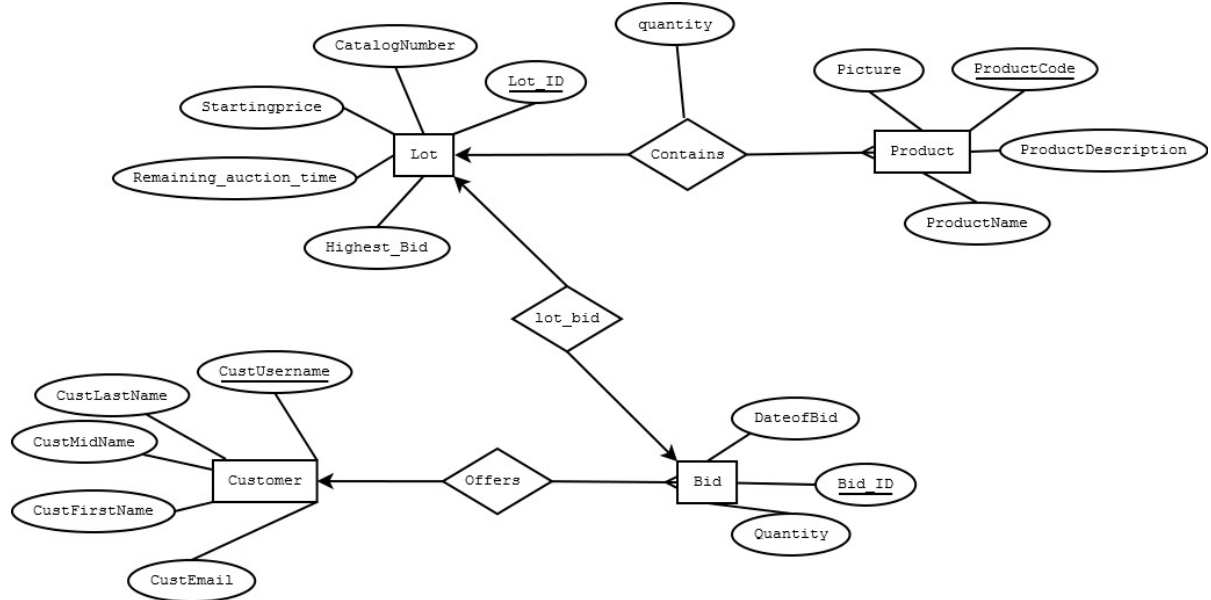 quantity
CatalogNumber
Picture
ProductCode
Lot_ID
Startingprice
Lot
Contains
Product
ProductDescription
Remaining_auction_time
ProductName
Highest_Bid
lot_bid
CustUsername
CustLastName
DateofBid
CustMidName
Customer
Offers
Bid
Bid_ID
CustFirstName
Quantity
CustEmail